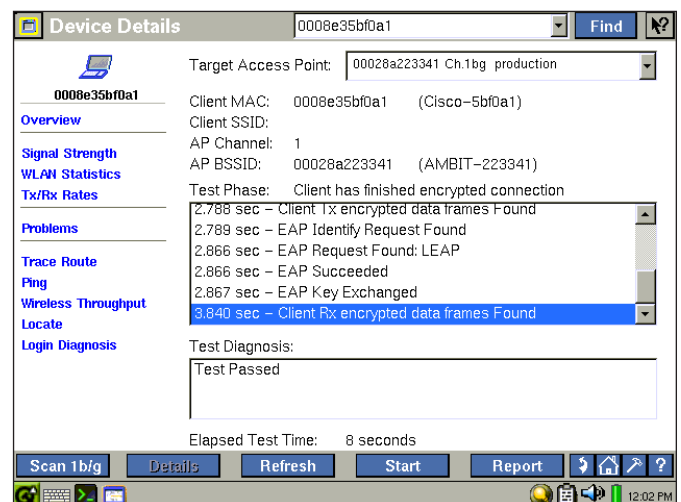 Device Details
0008e35bf0a1
Find
Target Access Point: 00028a223341 Ch.1bg production
0008e35bf0a1
Overview
Signal Strength
WLAN Statistics
Tx/Rx Rates
Problems
Trace Route
Ping
Wireless Throughput
Locate
Login Diagnosis
Client MAC: 0008e35bf0a1 (Cisco-5bf0a1)
Client SSID:
AP Channel: 1
AP BSSID: 00028a223341 (AMBIT-223341)
Test Phase: Client has finished encrypted connection
2.788 sec – Client Tx encrypted data frames Found
2.789 sec – EAP Identify Request Found
2.866 sec – EAP Request Found: LEAP
2.866 sec – EAP Succeeded
2.867 sec – EAP Key Exchanged
3.840 sec – Client Rx encrypted data frames Found
Test Diagnosis:
Test Passed
Elapsed Test Time: 8 seconds
Scan 1b/g Details Refresh Start Report ?
12:02 PM